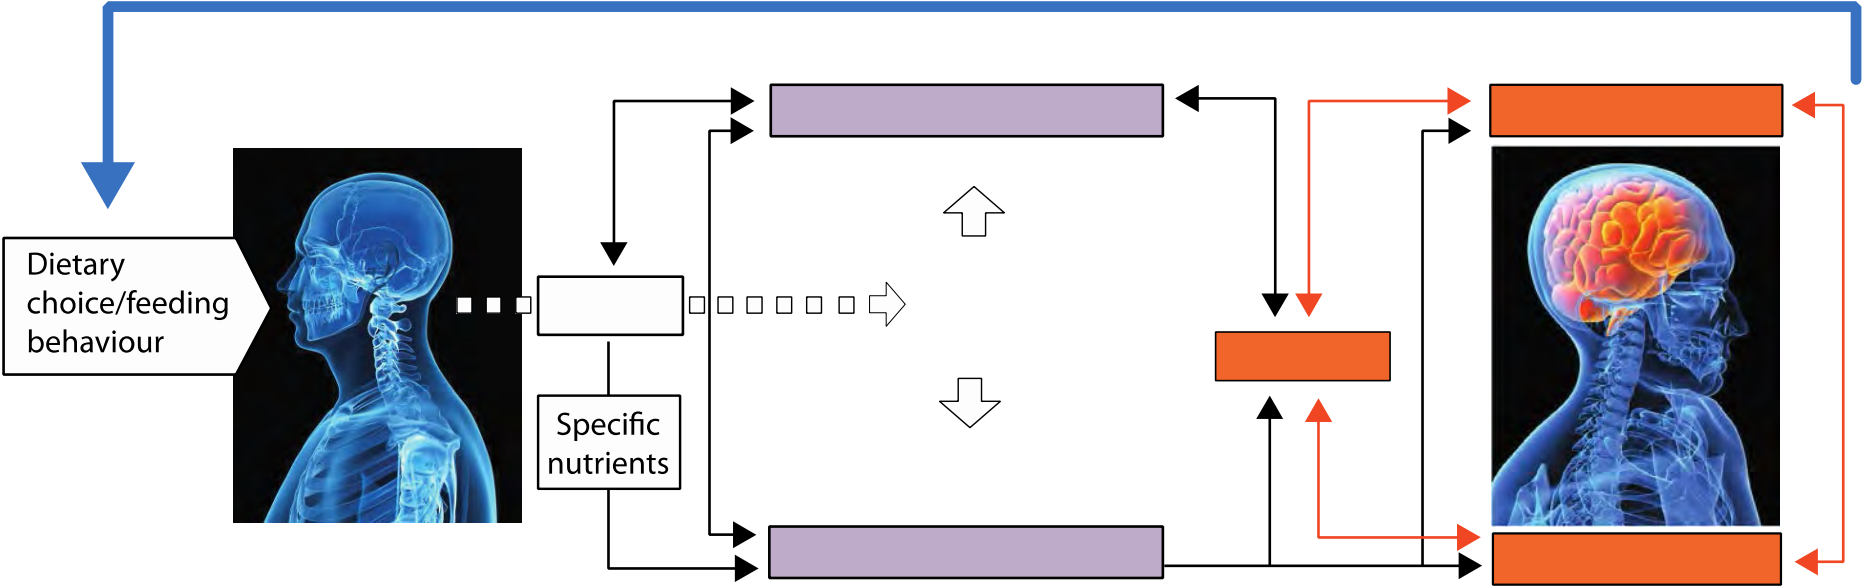 Dietary
choice/feeding
behaviour
Specific
nutrients